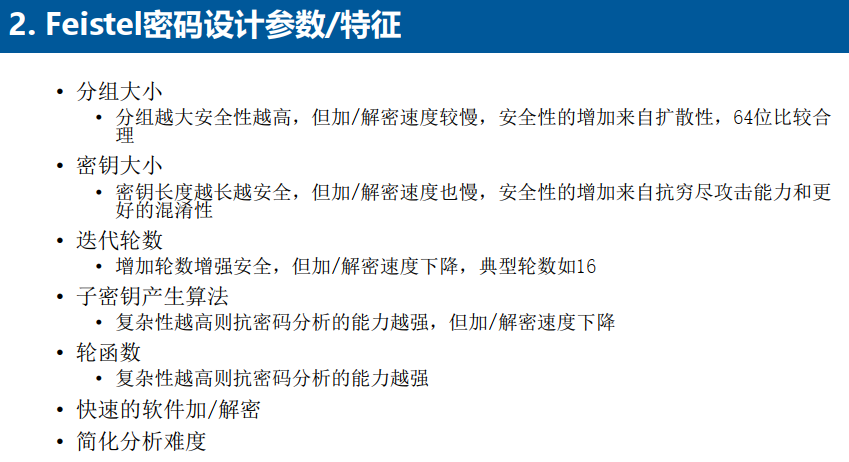 2. Feistel密码设计参数/特征
• 分组大小
• 分组越大安全性越高，但加/解密速度较慢，安全性的增加来自扩散性，64位比较合
理
• 密钥大小
• 密钥长度越长越安全，但加/解密速度也慢，安全性的增加来自抗穷尽攻击能力和更
好的混淆性
• 迭代轮数
• 增加轮数增强安全，但加/解密速度下降，典型轮数如16
• 子密钥产生算法
• 复杂性越高则抗密码分析的能力越强，但加/解密速度下降
• 轮函数
• 复杂性越高则抗密码分析的能力越强
• 快速的软件加/解密
• 简化分析难度